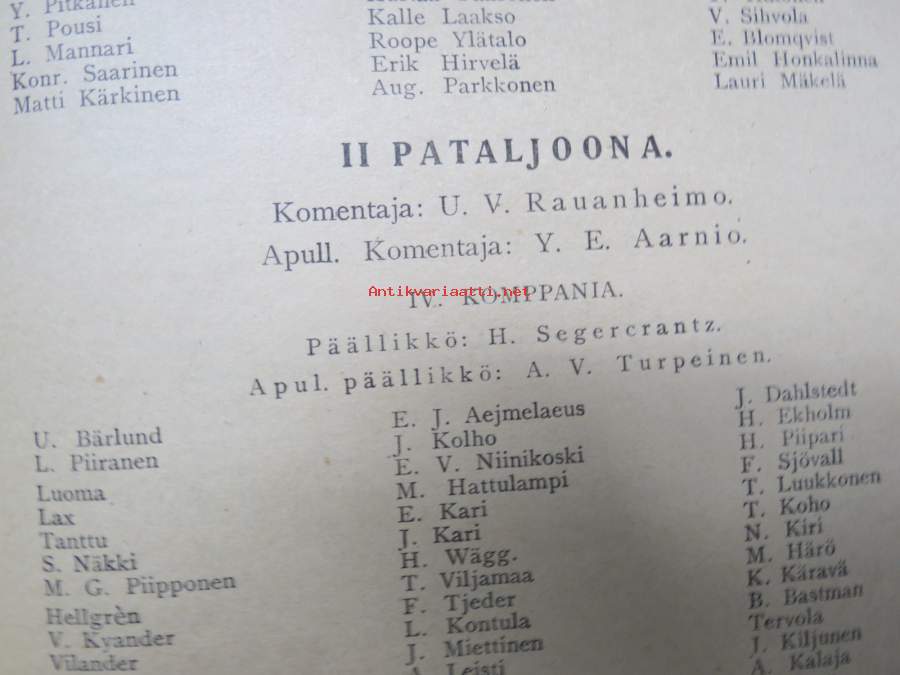 Y. Pitkänen
T. Pousi
L. Mannari
Konr. Saarinen
Matti Kärkinen
Kalle Laakso
Roope Ylätalo
Erik Hirvelä
Aug. Parkkonen
V. Sihvola
E. Blomqvist
Emil Honkalinna
Lauri Mäkelä
II PATALJOONA.
Komentaja: U. V. Rauanheimo.
Apull. Komentaja: Y. E. Aarnio.
Antikvariaatti.net
IV. KOMPPANIA.
Päällikkö: H. Segercrantz.
Apul. päällikkö: A. V. Turpeinen.
U. Bärlund
L. Piiranen
Luoma
Lax
Tanttu
S. Näkki
M. G. Piipponen
Hellgrèn
V. Kyander
Vilander
E. J. Aejmelaeus
J. Kolho
E. V. Niinikoski
M. Hattulampi
E. Kari
J. Kari
H. Wägg.
T. Viljamaa
F. Tjeder
L. Kontula
J. Miettinen
A. Leisti
J. Dahlstedt
H. Ekholm
H. Piipari
F. Sjövall
T. Luukkonen
T. Koho
N. Kiri
M. Härö
K. Käravä
B. Bastman
Tervola
J. Kiljunen
A. Kalaja